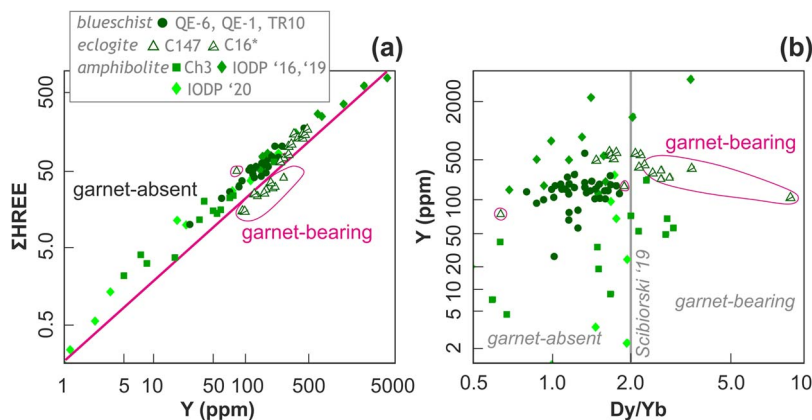 blueschist QE-6, QE-1, TR10
eclogite C147 C16*
amphibolite Ch3 IODP ‘16,‘19
IODP ‘20
(a)
500
50
5.0
0.5
ΣHREE
garnet-absent
garnet-bearing
1 5 10 50 100 500 5000
Y (ppm)
(b)
2000
500
100
50
20
10
5
2
Y (ppm)
garnet-bearing
Scibiorski ‘19
garnet-absent
garnet-bearing
0.5 1.0 2.0 5.0 10
Dy/Yb